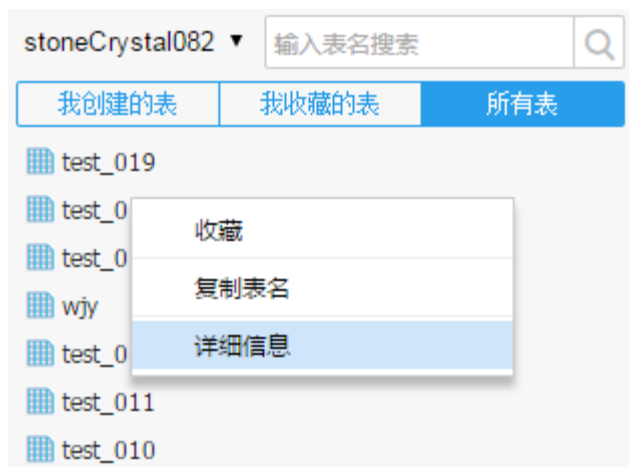 stoneCrystal082 ▼ 输入表名搜索
我创建的表 我收藏的表 所有表
test_019
test_0
收藏
test_0
复制表名
wjy
详细信息
test_0
test_011
test_010